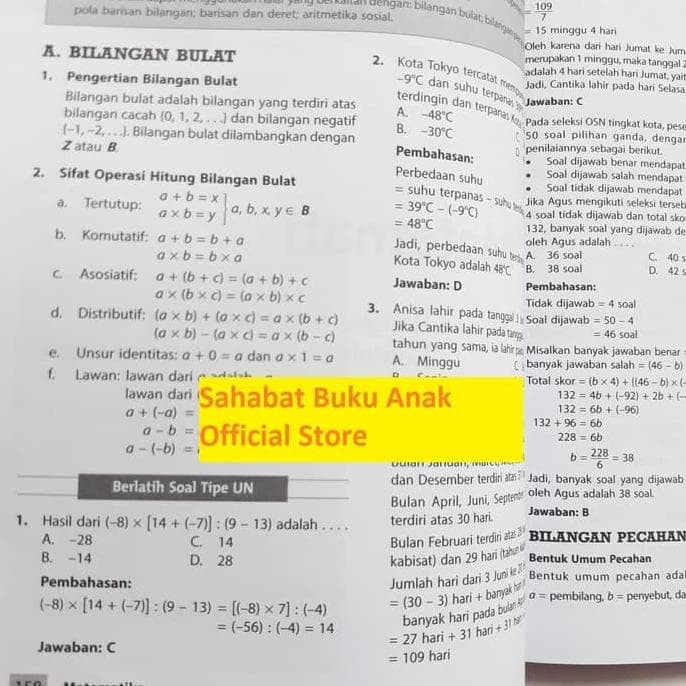 dengan: bilangan bulat;
pola barisan bilangan; barisan dan deret; aritmetika sosial.
A. BILANGAN BULAT
1. Pengertian Bilangan Bulat
Bilangan bulat adalah bilangan yang terdiri atas
bilangan cacah {0, 1, 2, . . .} dan bilangan negatif
{–1, –2, . . .}. Bilangan bulat dilambangkan dengan
Z atau B.
2. Sifat Operasi Hitung Bilangan Bulat
a. Tertutup: a + b = x
a × b = y } a, b, x, y ∈ B
b. Komutatif: a + b = b + a
a × b = b × a
c. Asosiatif: a + (b + c) = (a + b) + c
a × (b × c) = (a × b) × c
d. Distributif: (a × b) + (a × c) = a × (b + c)
(a × b) – (a × c) = a × (b – c)
e. Unsur identitas: a + 0 = a dan a × 1 = a
f. Lawan: lawan dari
lawan dari
a + (–a) =
a – b =
a – (–b) =
Sahabat Buku Anak
Official Store
Berlatih Soal Tipe UN
1. Hasil dari (–8) × [14 + (–7)] : (9 – 13) adalah . . . .
A. –28 C. 14
B. –14 D. 28
Pembahasan:
(–8) × [14 + (–7)] : (9 – 13) = [(–8) × 7] : (–4)
= (–56) : (–4) = 14
Jawaban: C
2. Kota Tokyo tercatat
–9°C dan suhu terpanas
terdingin dan terpanas
A. –48°C
B. –30°C
Pembahasan:
Perbedaan suhu
= suhu terpanas – suhu
= 39°C – (–9°C)
= 48°C
Jadi, perbedaan suhu
Kota Tokyo adalah 48°C
Jawaban: D
3. Anisa lahir pada tanggal 3
Jika Cantika lahir pada
tahun yang sama, ia lahir
A. Minggu
dan Desember terdiri atas
Bulan April, Juni, September
terdiri atas 30 hari.
Bulan Februari terdiri atas
kabisat) dan 29 hari (tahun
Jumlah hari dari 3 Juni ke
= (30 – 3) hari + banyak
banyak hari pada bulan
= 27 hari + 31 hari + 31
= 109 hari
= 109/7
= 15 minggu 4 hari
Oleh karena dari hari Jumat ke Jum
merupakan 1 minggu, maka tanggal 2
adalah 4 hari setelah hari Jumat, yait
Jadi, Cantika lahir pada hari Selasa
Jawaban: C
Pada seleksi OSN tingkat kota, pese
50 soal pilihan ganda, dengan
penilaiannya sebagai berikut.
• Soal dijawab benar mendapat
• Soal dijawab salah mendapat
• Soal tidak dijawab mendapat
Jika Agus mengikuti seleksi terseb
4 soal tidak dijawab dan total sko
132, banyak soal yang dijawab de
oleh Agus adalah . . . .
A. 36 soal C. 40 s
B. 38 soal D. 42 s
Pembahasan:
Tidak dijawab = 4 soal
Soal dijawab = 50 – 4
= 46 soal
Misalkan banyak jawaban benar =
banyak jawaban salah = (46 – b)
Total skor = (b × 4) + ((46 – b) × (–
132 = 4b + (–92) + 2b + (–
132 = 6b + (–96)
132 + 96 = 6b
228 = 6b
b = 228/6 = 38
Jadi, banyak soal yang dijawab
oleh Agus adalah 38 soal.
Jawaban: B
BILANGAN PECAHAN
Bentuk Umum Pecahan
Bentuk umum pecahan adal
a = pembilang, b = penyebut, da